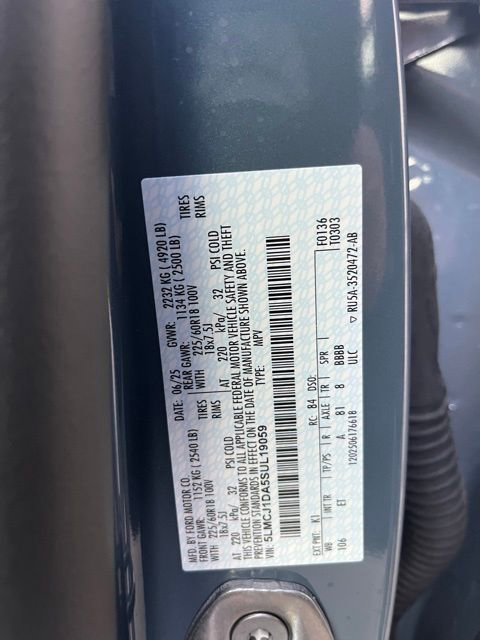 MFD. BY FORD MOTOR CO.
DATE: 06/25 GVWR: 2232 KG ( 4920 LB)
FRONT GAWR: 1152 KG ( 2540 LB) REAR GAWR: 1134 KG ( 2500 LB)
225/60R18 100V TIRES WITH 225/60R18 100V TIRES
18x7.5J RIMS 18x7.5J RIMS
AT 220 kPa/ 32 PSI COLD AT 220 kPa/ 32 PSI COLD
THIS VEHICLE CONFORMS TO ALL APPLICABLE FEDERAL MOTOR VEHICLE SAFETY AND THEFT
PREVENTION STANDARDS IN EFFECT ON THE DATE OF MANUFACTURE SHOWN ABOVE.
VIN: 5LMCJ1DA5SUL19059 TYPE: MPV
F0136
T0303
EXT PNT: K1 RC: B4 DSO:
WB INT TR TP/PS R AXLE TR SPR
106 ET A B1 8 BBBB
1202506176618 ULC ▽ RU5A-3520472-AB